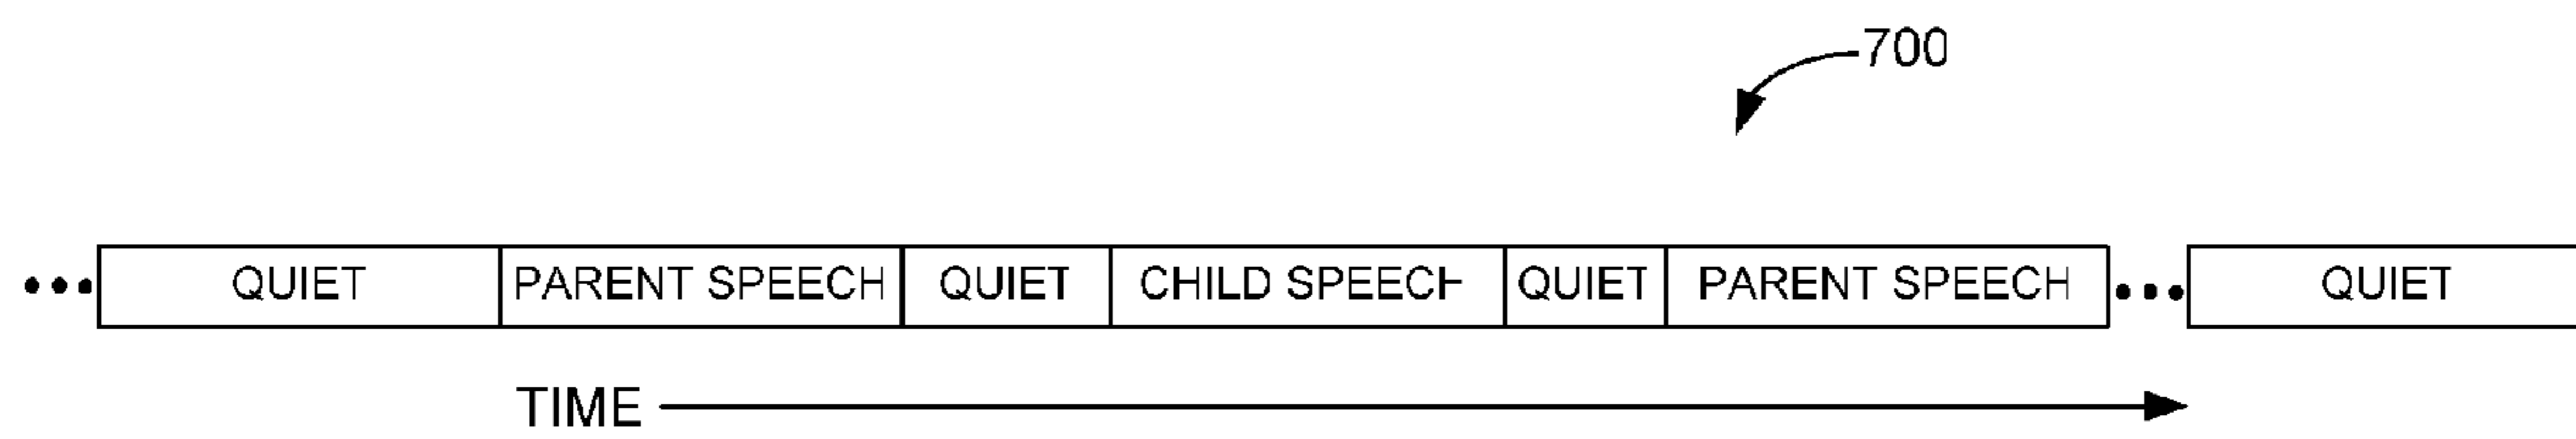 700
••• QUIET PARENT SPEECH QUIET CHILD SPEECH QUIET PARENT SPEECH ••• QUIET
TIME